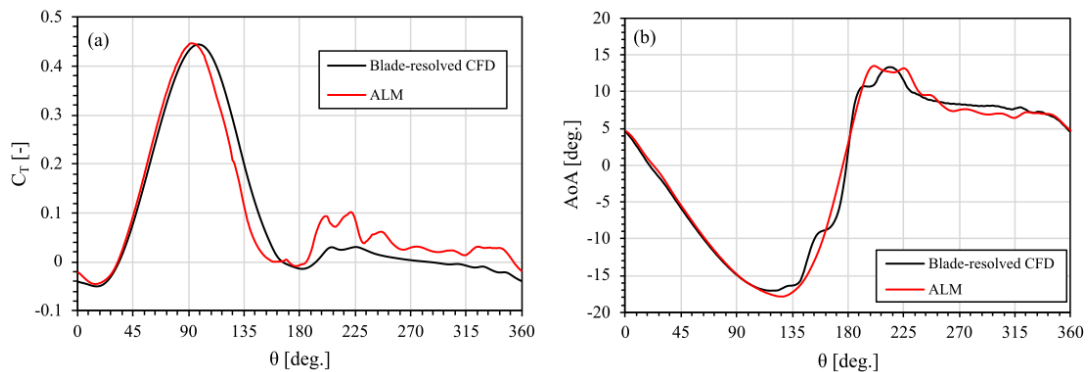 (a)
0.5
0.4
0.3
0.2
0.1
0
-0.1
C_T [-]
Blade-resolved CFD
ALM
0 45 90 135 180 225 270 315 360
θ [deg.]
(b)
20
15
10
5
0
-5
-10
-15
-20
AoA [deg.]
Blade-resolved CFD
ALM
0 45 90 135 180 225 270 315 360
θ [deg.]